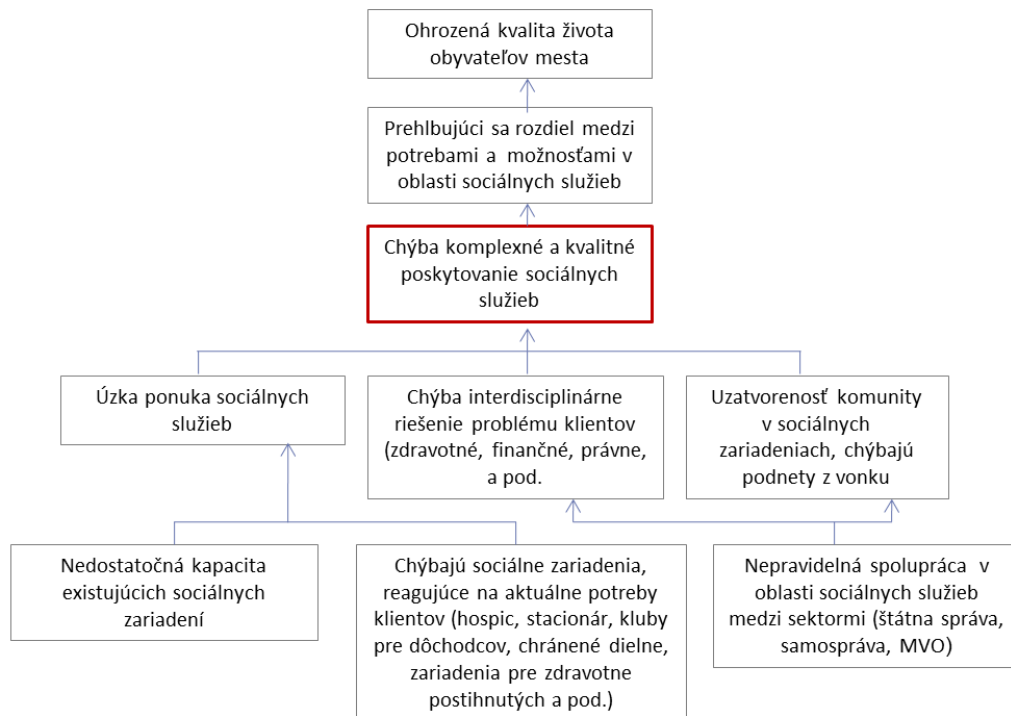 Ohrozená kvalita života
obyvateľov mesta
Prehlbujúci sa rozdiel medzi
potrebami a možnosťami v
oblasti sociálnych služieb
Chýba komplexné a kvalitné
poskytovanie sociálnych
služieb
Úzka ponuka sociálnych
služieb
Chýba interdisciplinárne
riešenie problému klientov
(zdravotné, finančné, právne,
a pod.
Uzatvorenosť komunity
v sociálnych
zariadeniach, chýbajú
podnety z vonku
Nedostatočná kapacita
existujúcich sociálnych
zariadení
Chýbajú sociálne zariadenia,
reagujúce na aktuálne potreby
klientov (hospic, stacionár, kluby
pre dôchodcov, chránené dielne,
zariadenia pre zdravotne
postihnutých a pod.)
Nepravidelná spolupráca v
oblasti sociálnych služieb
medzi sektormi (štátna správa,
samospráva, MVO)